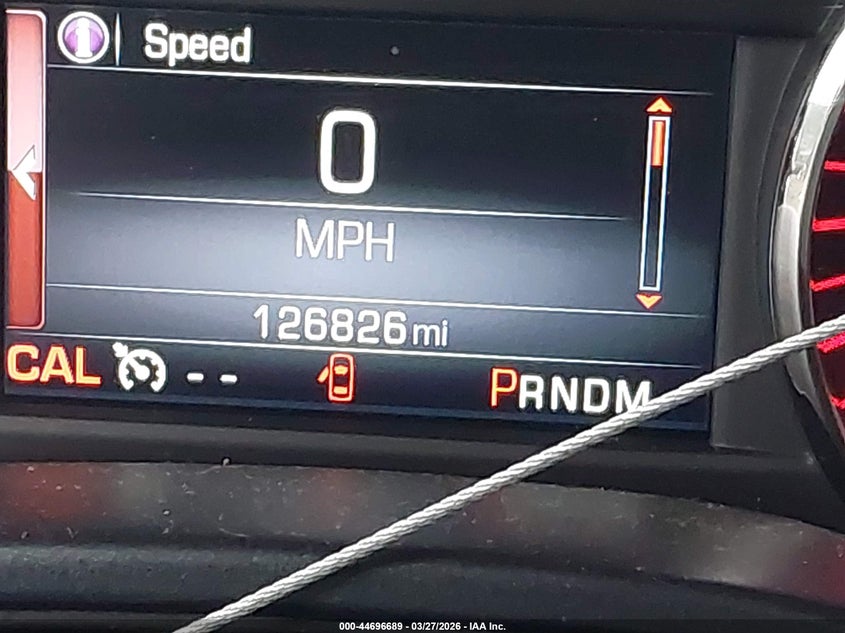 Speed
0
MPH
126826mi
CAL -- PRNDM
000-44696689 - 03/27/2026 - IAA Inc.